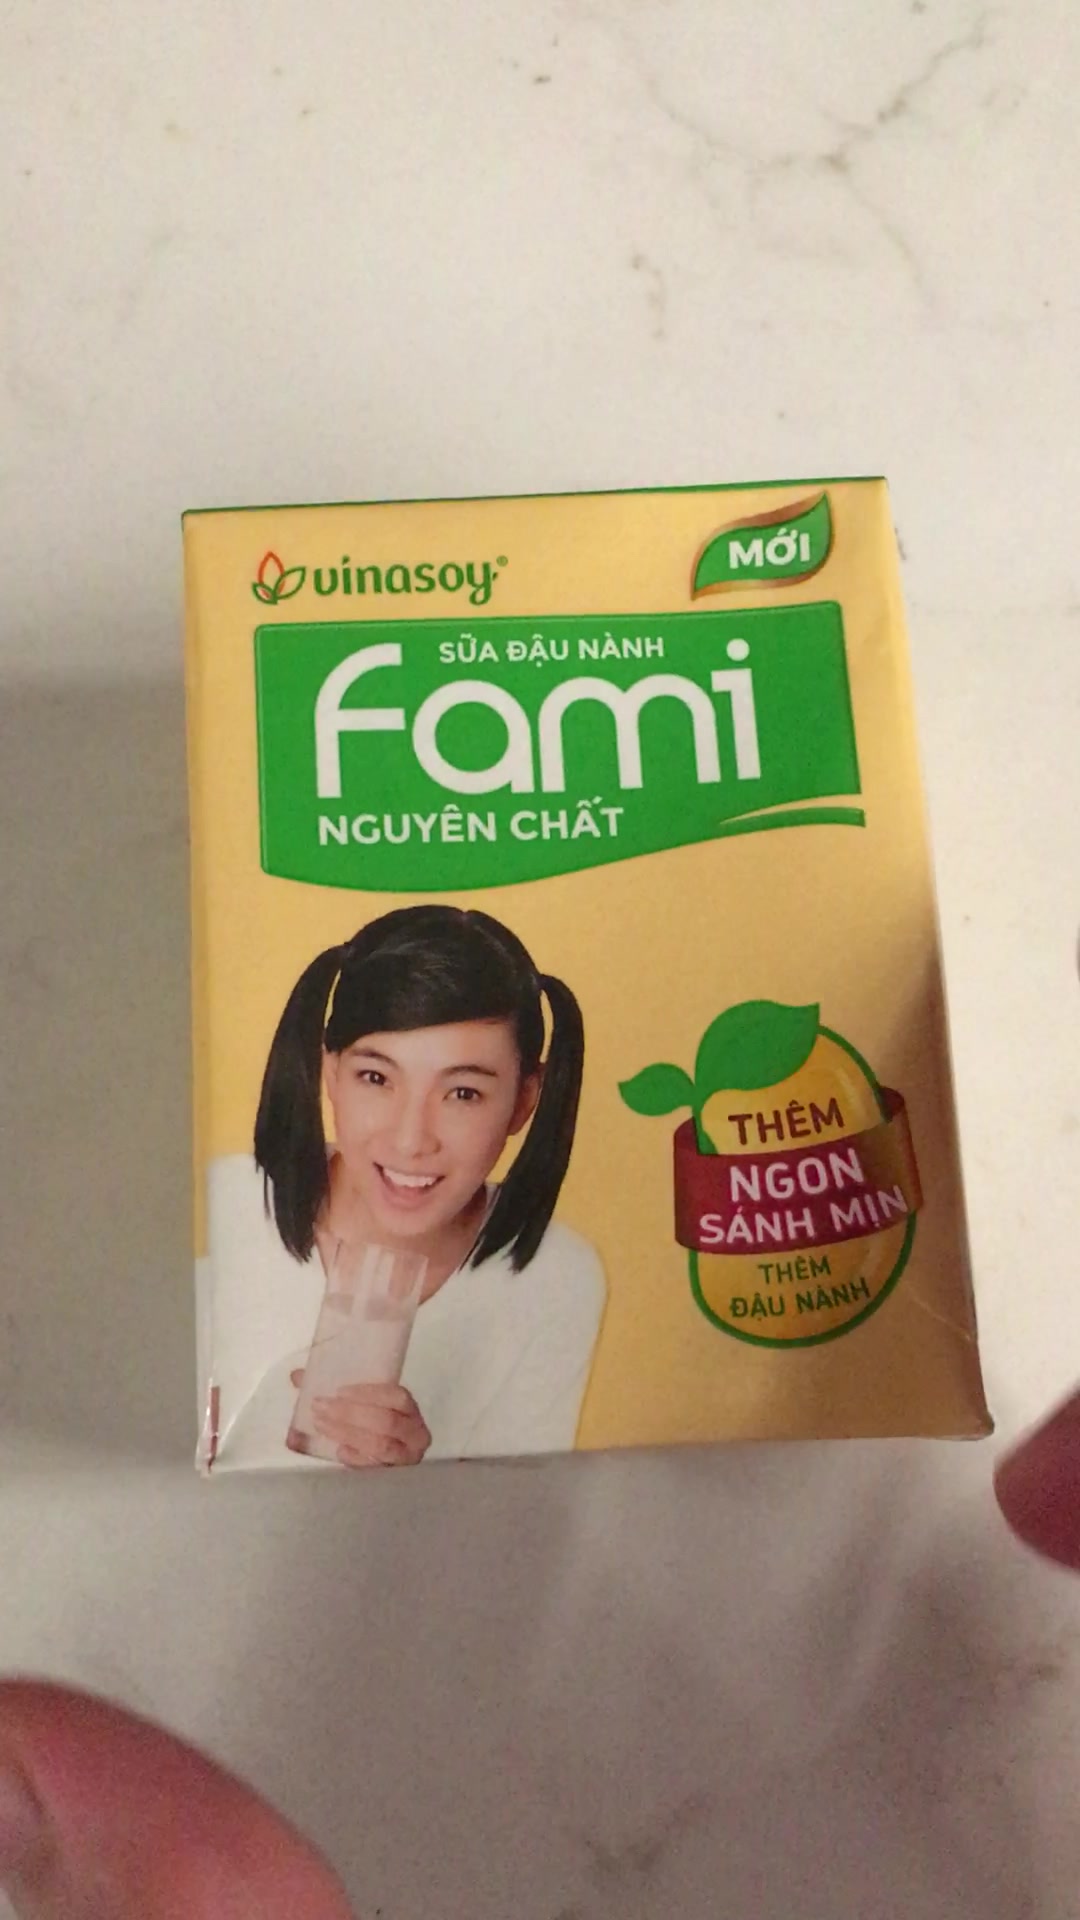 vinasoy®
MỚI
SỮA ĐẬU NÀNH
fami
NGUYÊN CHẤT
THÊM
NGON
SÁNH MỊN
THÊM
ĐẬU NÀNH